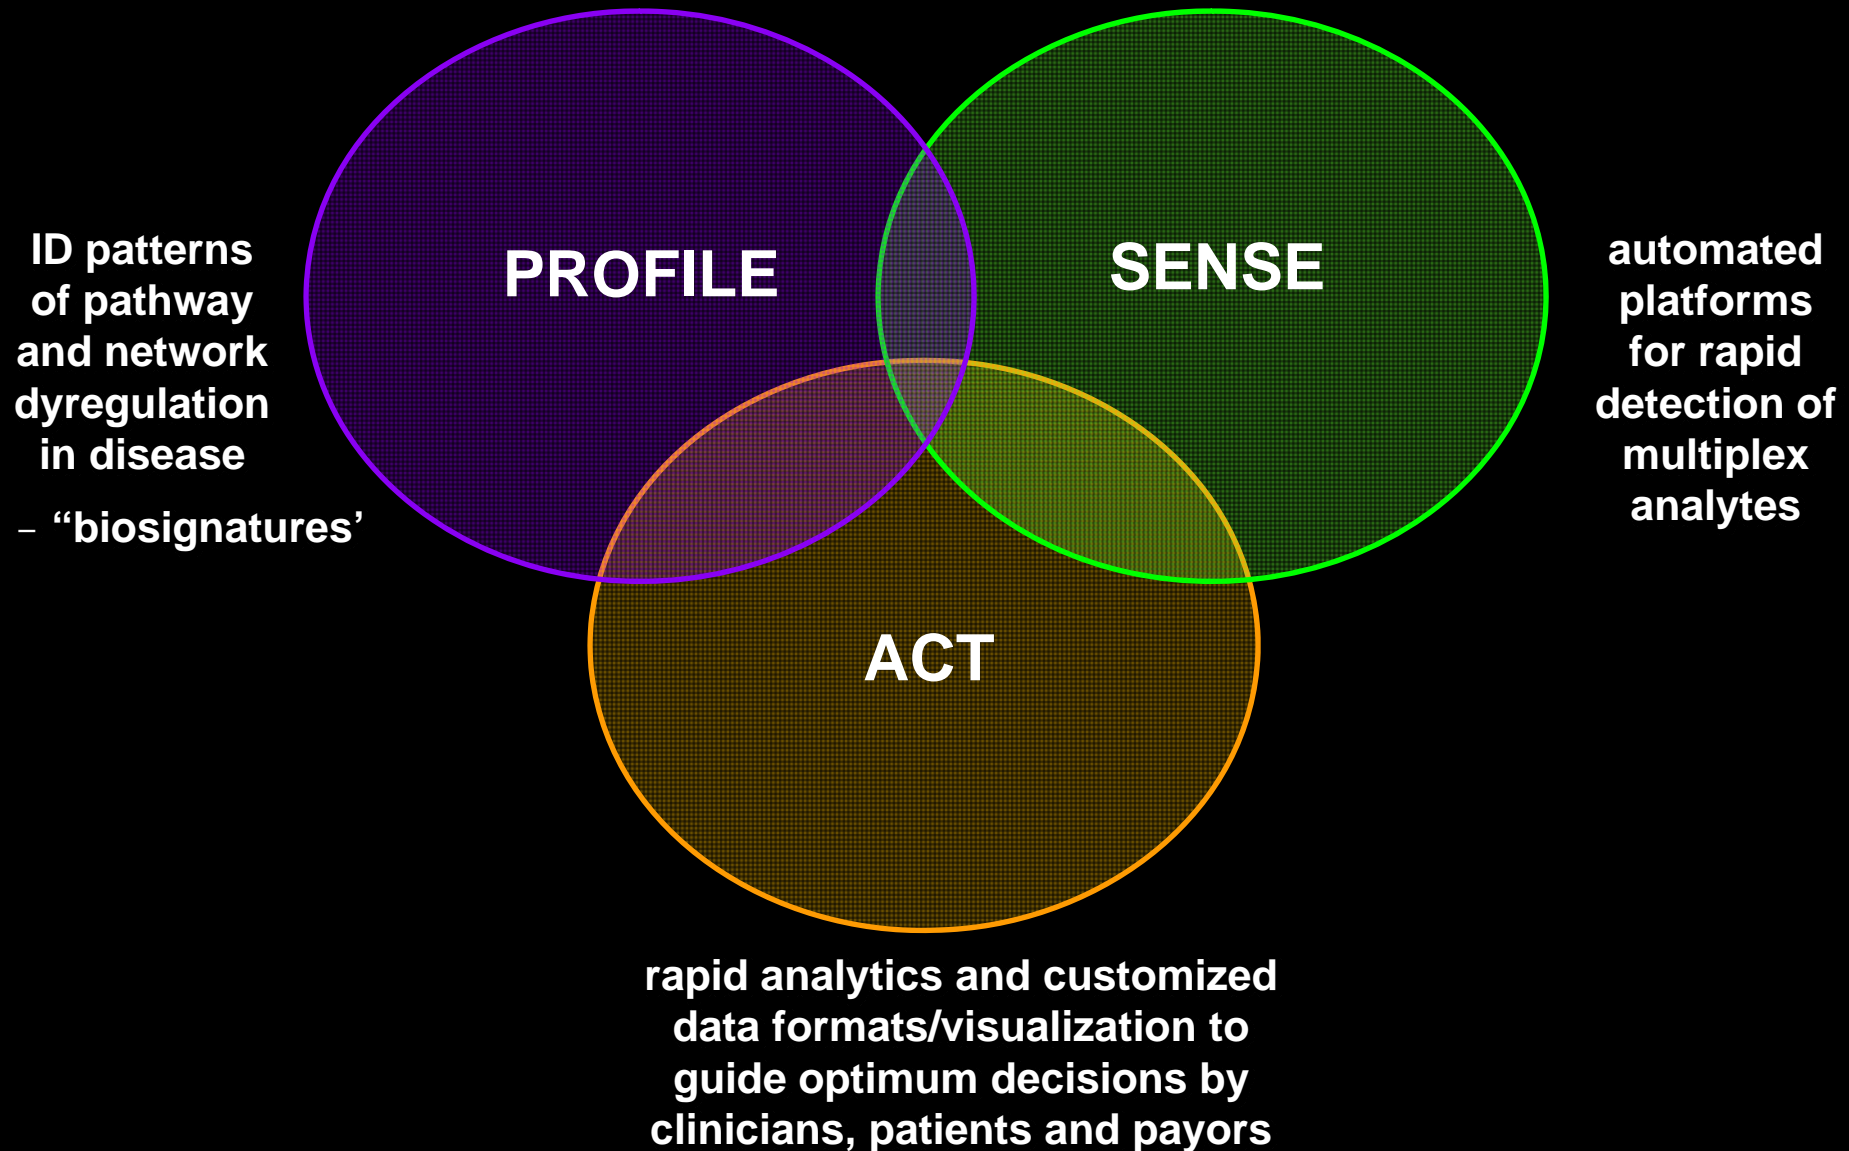 PROFILE
SENSE
ACT
ID patterns
of pathway
and network
dyregulation
in disease
– “biosignatures’
automated
platforms
for rapid
detection of
multiplex
analytes
rapid analytics and customized
data formats/visualization to
guide optimum decisions by
clinicians, patients and payors